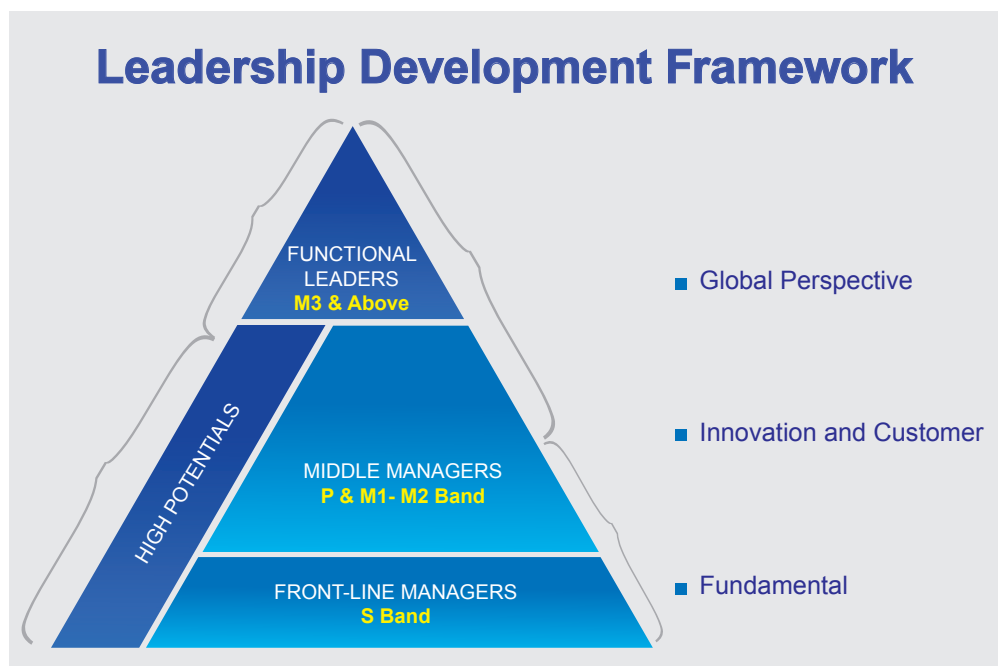 Leadership Development Framework
FUNCTIONAL
LEADERS
M3 & Above
HIGH POTENTIALS
MIDDLE MANAGERS
P & M1- M2 Band
FRONT-LINE MANAGERS
S Band
Global Perspective
Innovation and Customer
Fundamental